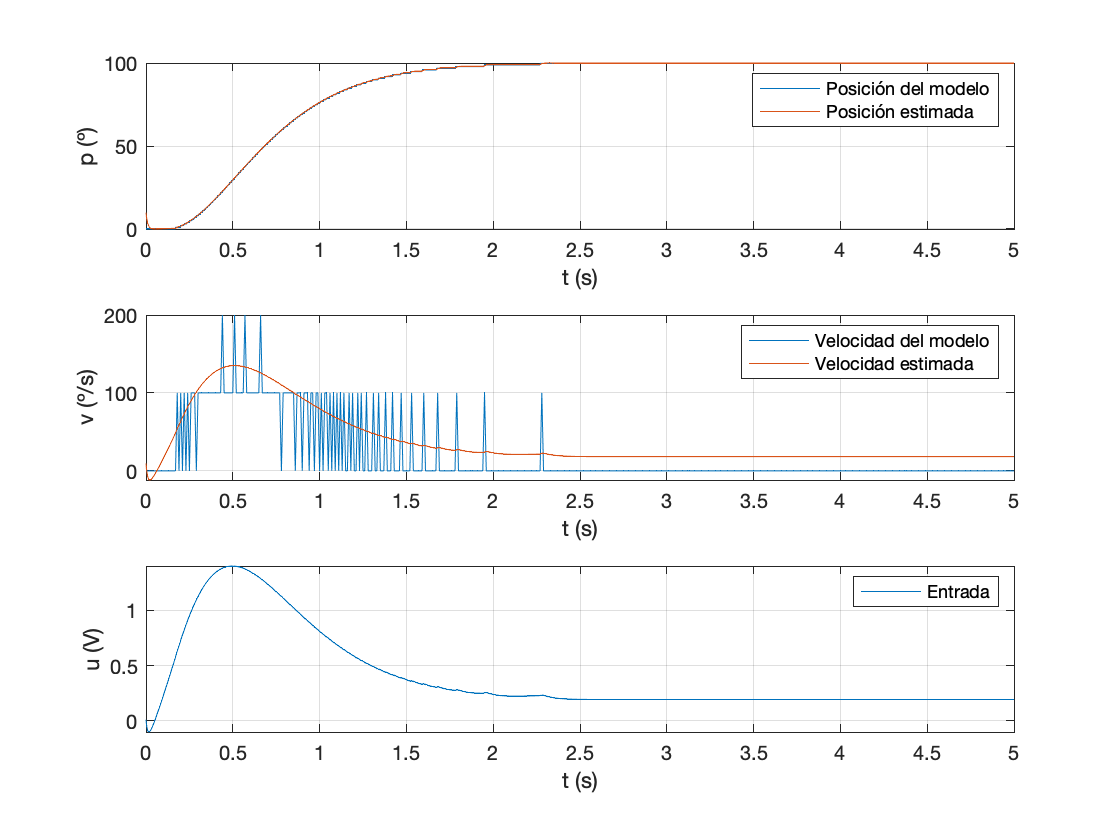 100
50
0
p (º)
Posición del modelo
Posición estimada
0 0.5 1 1.5 2 2.5 3 3.5 4 4.5 5
t (s)
200
100
0
v (º/s)
Velocidad del modelo
Velocidad estimada
0 0.5 1 1.5 2 2.5 3 3.5 4 4.5 5
t (s)
1
0.5
0
u (V)
Entrada
0 0.5 1 1.5 2 2.5 3 3.5 4 4.5 5
t (s)